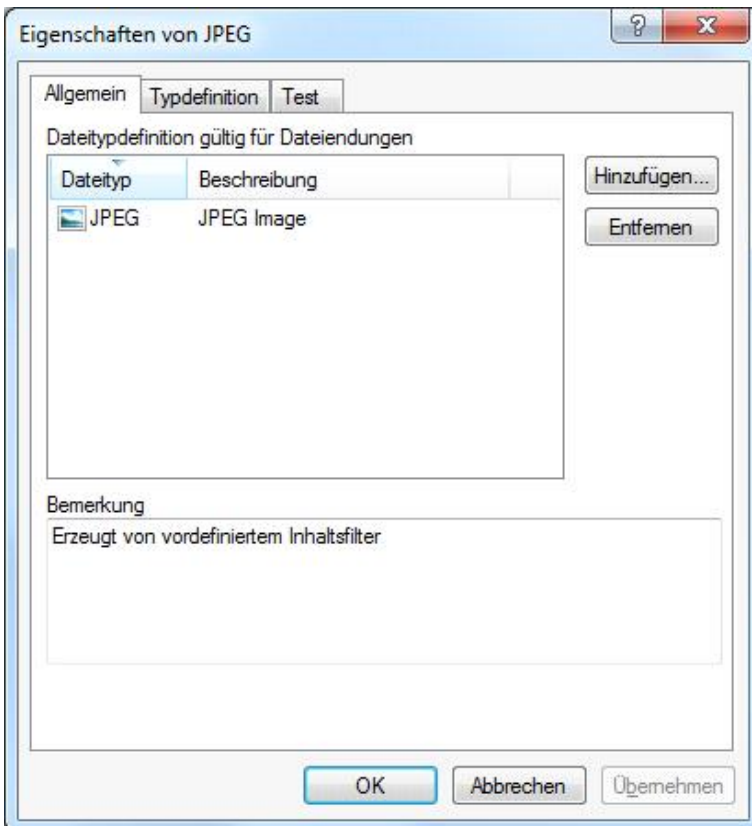 Eigenschaften von JPEG
?
Allgemein Typdefinition Test
Dateitypdefinition gültig für Dateiendungen
Dateityp Beschreibung
Hinzufügen...
JPEG JPEG Image
Entfernen
Bemerkung
Erzeugt von vordefiniertem Inhaltsfilter
OK Abbrechen Übernehmen